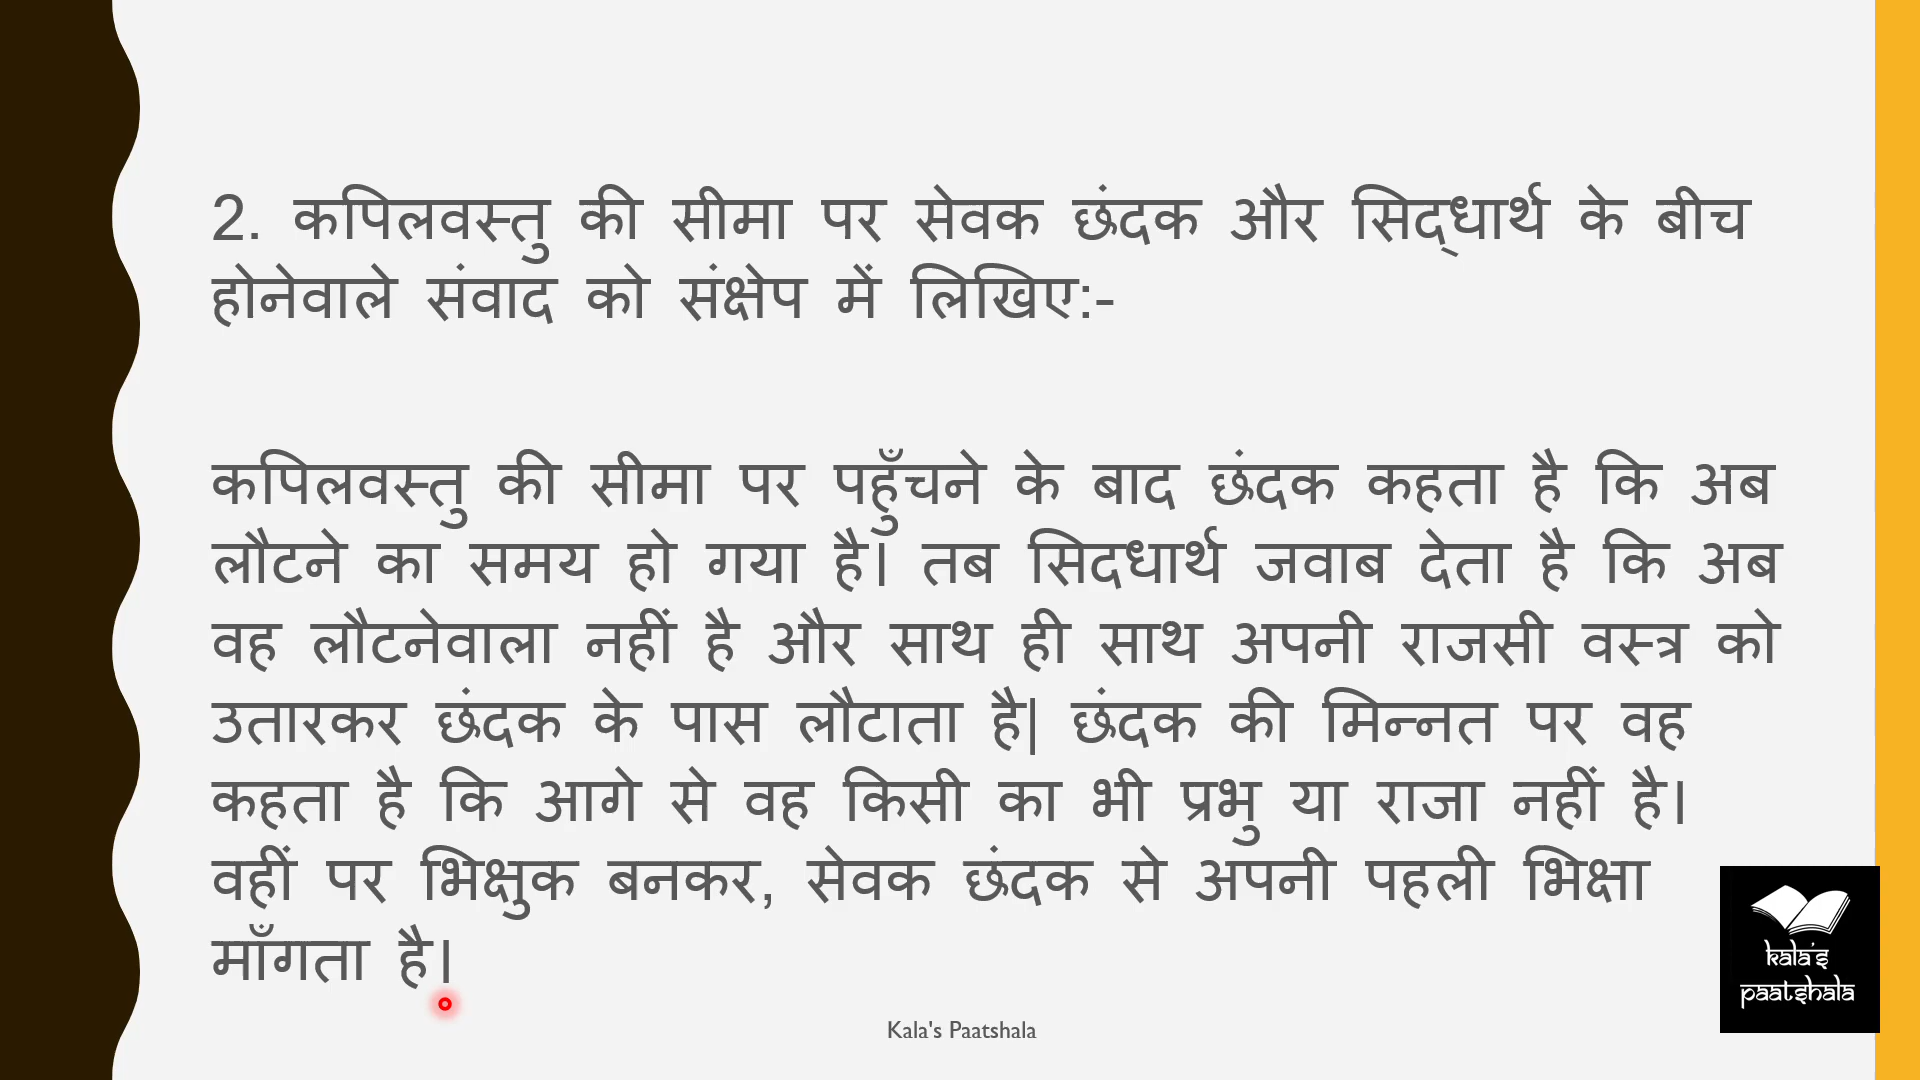 2. कपिलवस्तु की सीमा पर सेवक छंदक और सिद्‌धार्थ के बीच
होनेवाले संवाद को संक्षेप में लिखिए:-
कपिलवस्तु की सीमा पर पहुँचने के बाद छंदक कहता है कि अब
लौटने का समय हो गया है। तब सिदधार्थ जवाब देता है कि अब
वह लौटनेवाला नहीं है और साथ ही साथ अपनी राजसी वस्त्र को
उतारकर छंदक के पास लौटाता है| छंदक की मिन्नत पर वह
कहता है कि आगे से वह किसी का भी प्रभु या राजा नहीं है।
वहीं पर भिक्षुक बनकर, सेवक छंदक से अपनी पहली भिक्षा
माँगता है।
kala's
paatshala
Kala's Paatshala